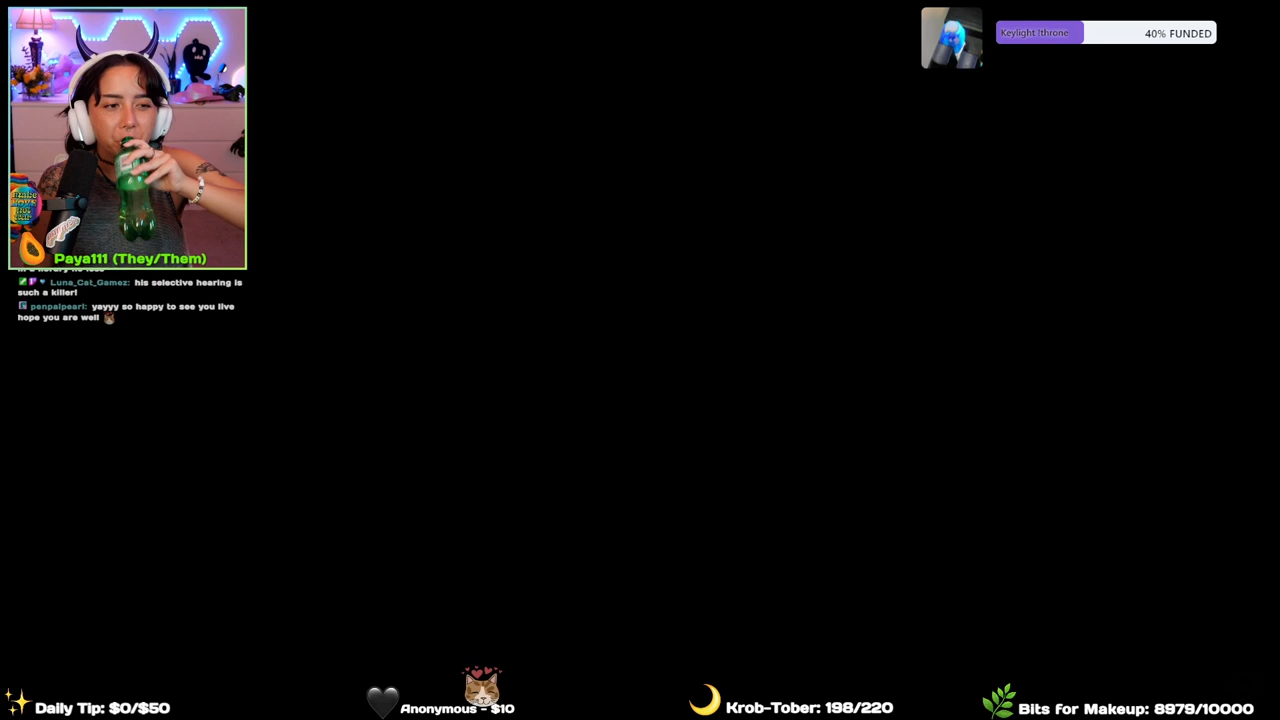 Keylight !throne
40% FUNDED
Paya111 (They/Them)
Luna_Cat_Gamez: his selective hearing is
such a killer!
penpalpearl: yayyy so happy to see you live
hope you are well
Daily Tip: $0/$50
Anonymous - $10
Krob-Tober: 198/220
Bits for Makeup: 8979/10000